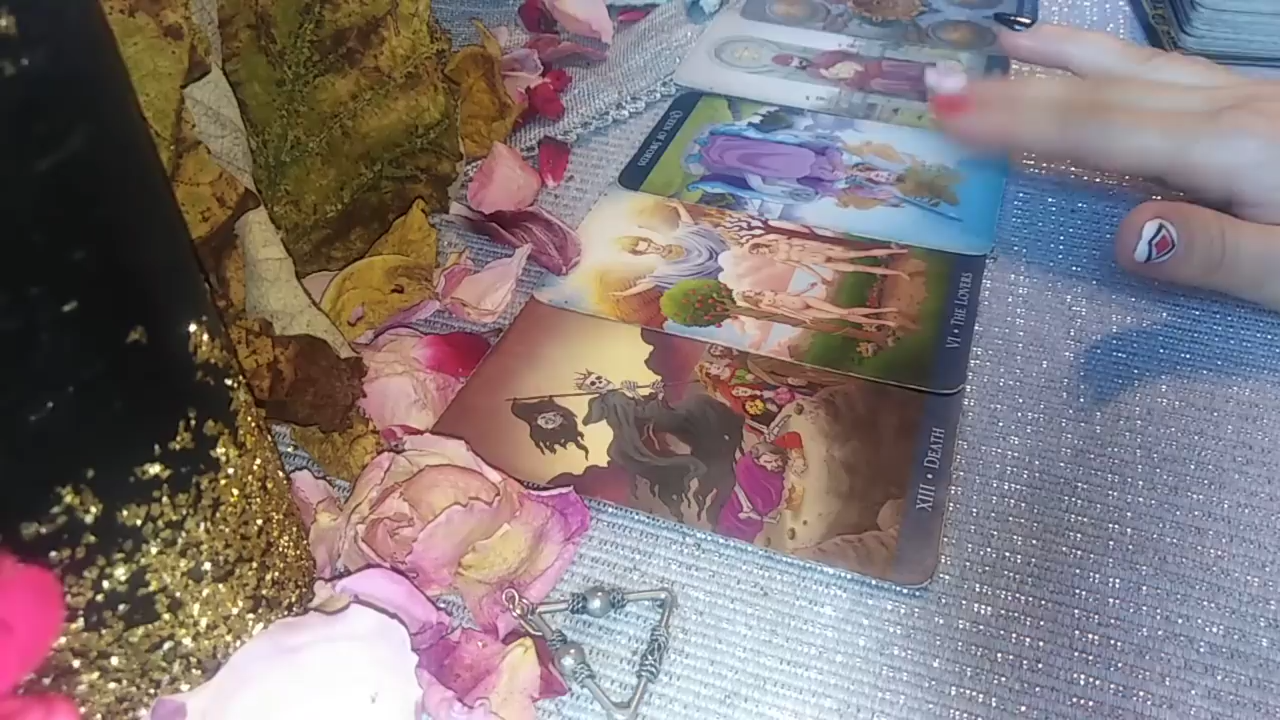 QUEEN OF SWORDS
VI • THE LOVERS
XIII • DEATH